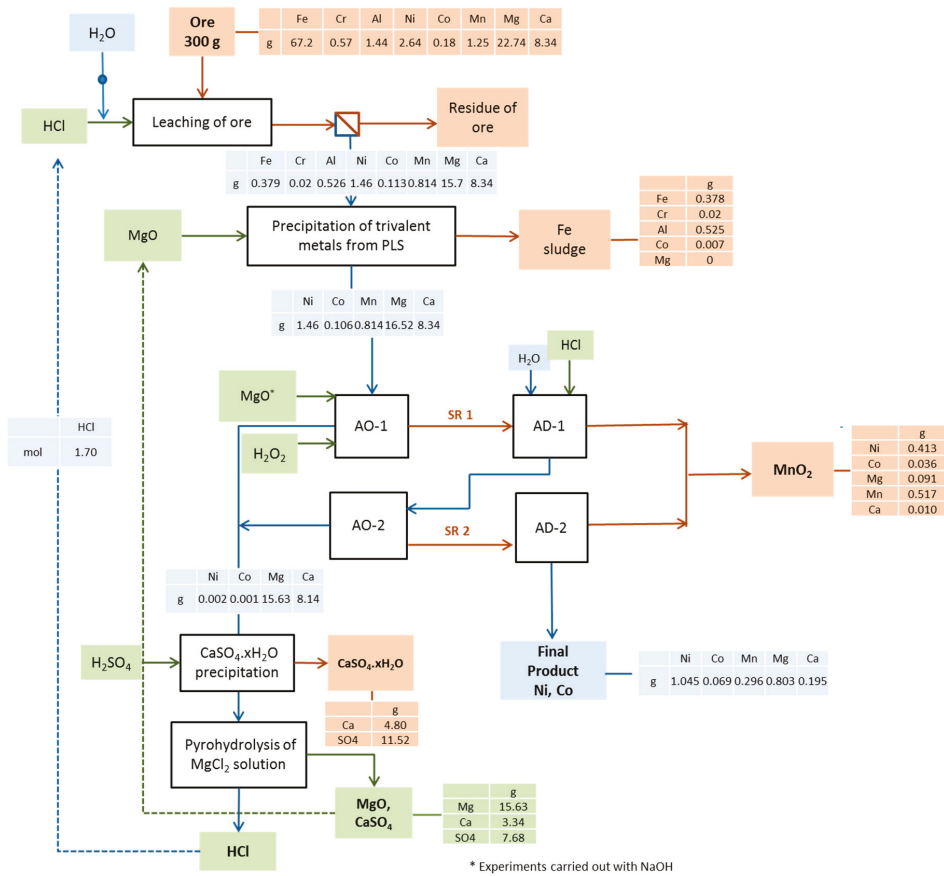 H₂O
Ore
300 g
Fe Cr Al Ni Co Mn Mg Ca
g 67.2 0.57 1.44 2.64 0.18 1.25 22.74 8.34
HCl
Leaching of ore
Residue of
ore
Fe Cr Al Ni Co Mn Mg Ca
g 0.379 0.02 0.526 1.46 0.113 0.814 15.7 8.34
MgO
Precipitation of trivalent
metals from PLS
Fe
sludge
g
Fe 0.378
Cr 0.02
Al 0.525
Co 0.007
Mg 0
Ni Co Mn Mg Ca
g 1.46 0.106 0.814 16.52 8.34
H₂O
HCl
MgO*
AO-1
SR 1
AD-1
H₂O₂
HCl
mol 1.70
MnO₂
g
Ni 0.413
Co 0.036
Mg 0.091
Mn 0.517
Ca 0.010
AO-2
SR 2
AD-2
Ni Co Mg Ca
g 0.002 0.001 15.63 8.14
H₂SO₄
CaSO₄.xH₂O
precipitation
CaSO₄.xH₂O
Final
Product
Ni, Co
Ni Co Mn Mg Ca
g 1.045 0.069 0.296 0.803 0.195
g
Ca 4.80
SO4 11.52
Pyrohydrolysis of
MgCl₂ solution
MgO,
CaSO₄
g
Mg 15.63
Ca 3.34
SO4 7.68
HCl
* Experiments carried out with NaOH